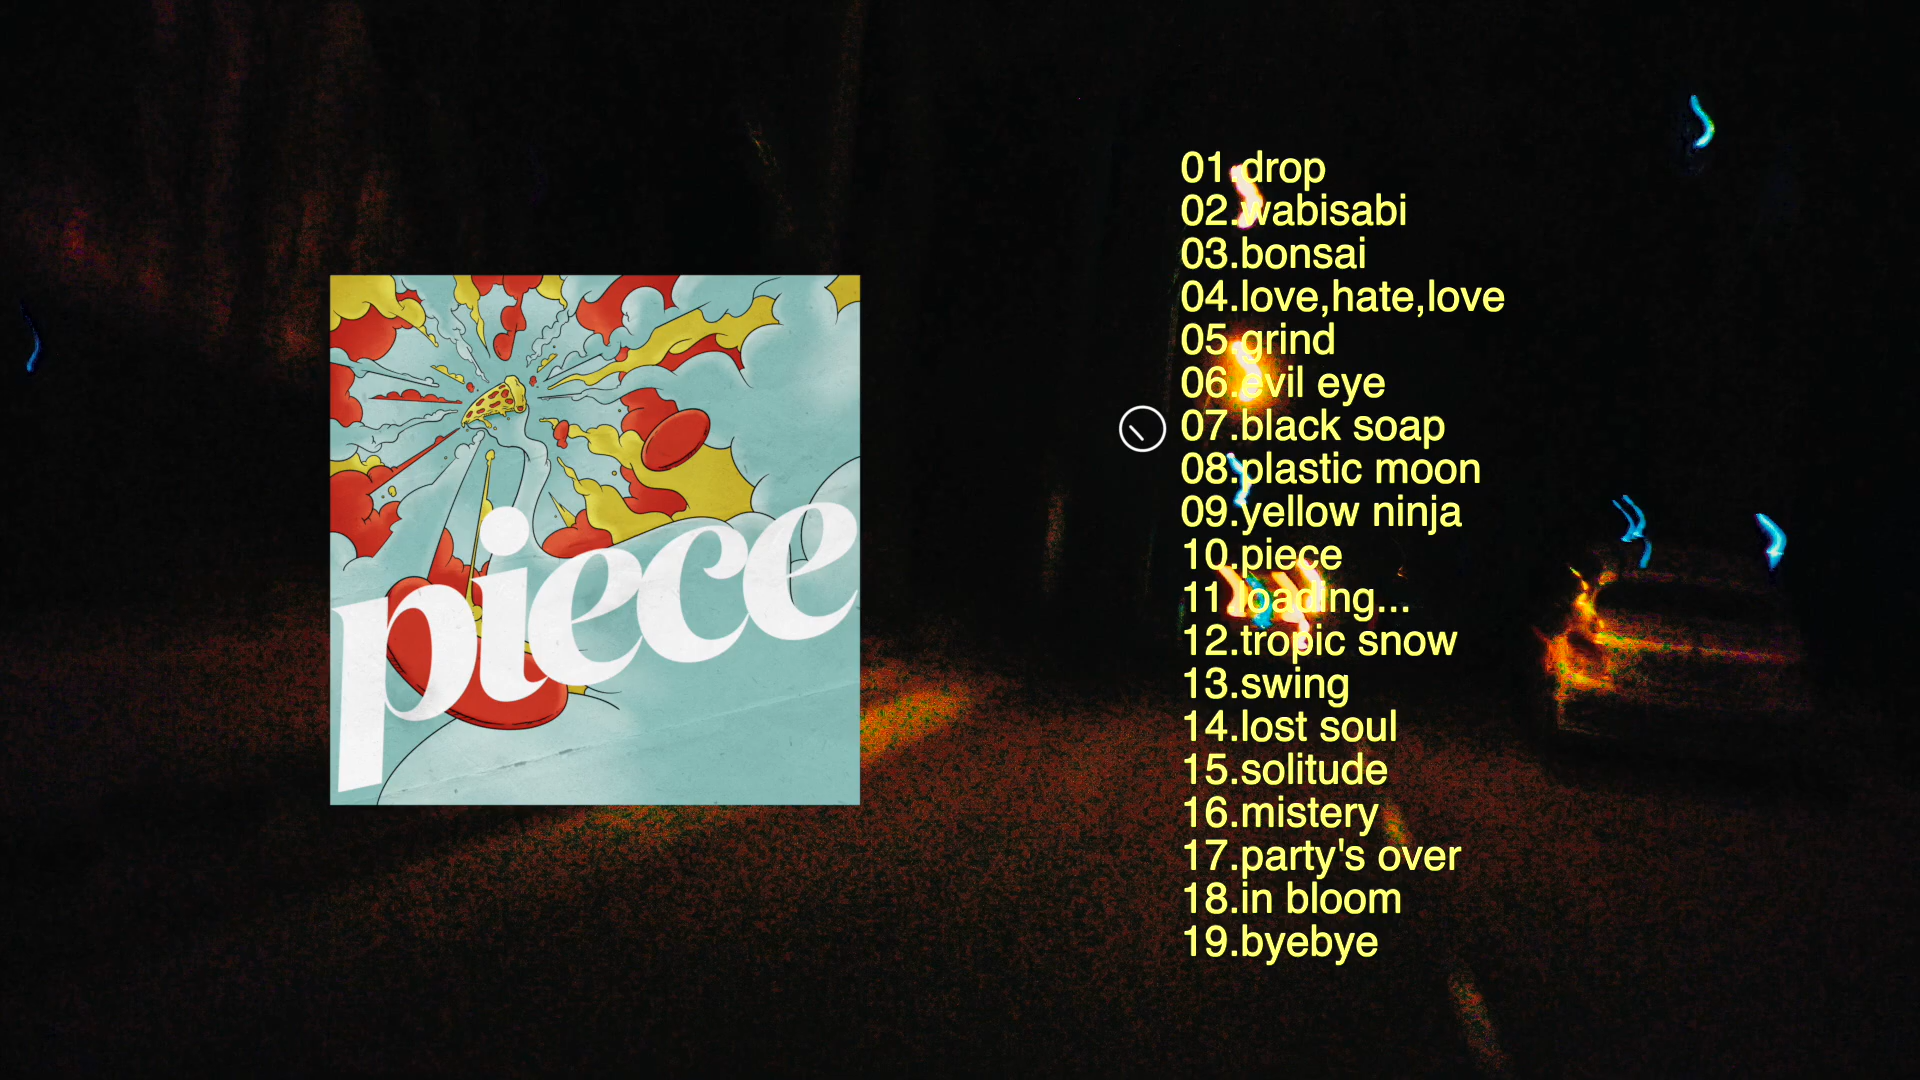 piece
01.drop
02.wabisabi
03.bonsai
04.love,hate,love
05.grind
06.evil eye
07.black soap
08.plastic moon
09.yellow ninja
10.piece
11.loading...
12.tropic snow
13.swing
14.lost soul
15.solitude
16.mistery
17.party's over
18.in bloom
19.byebye